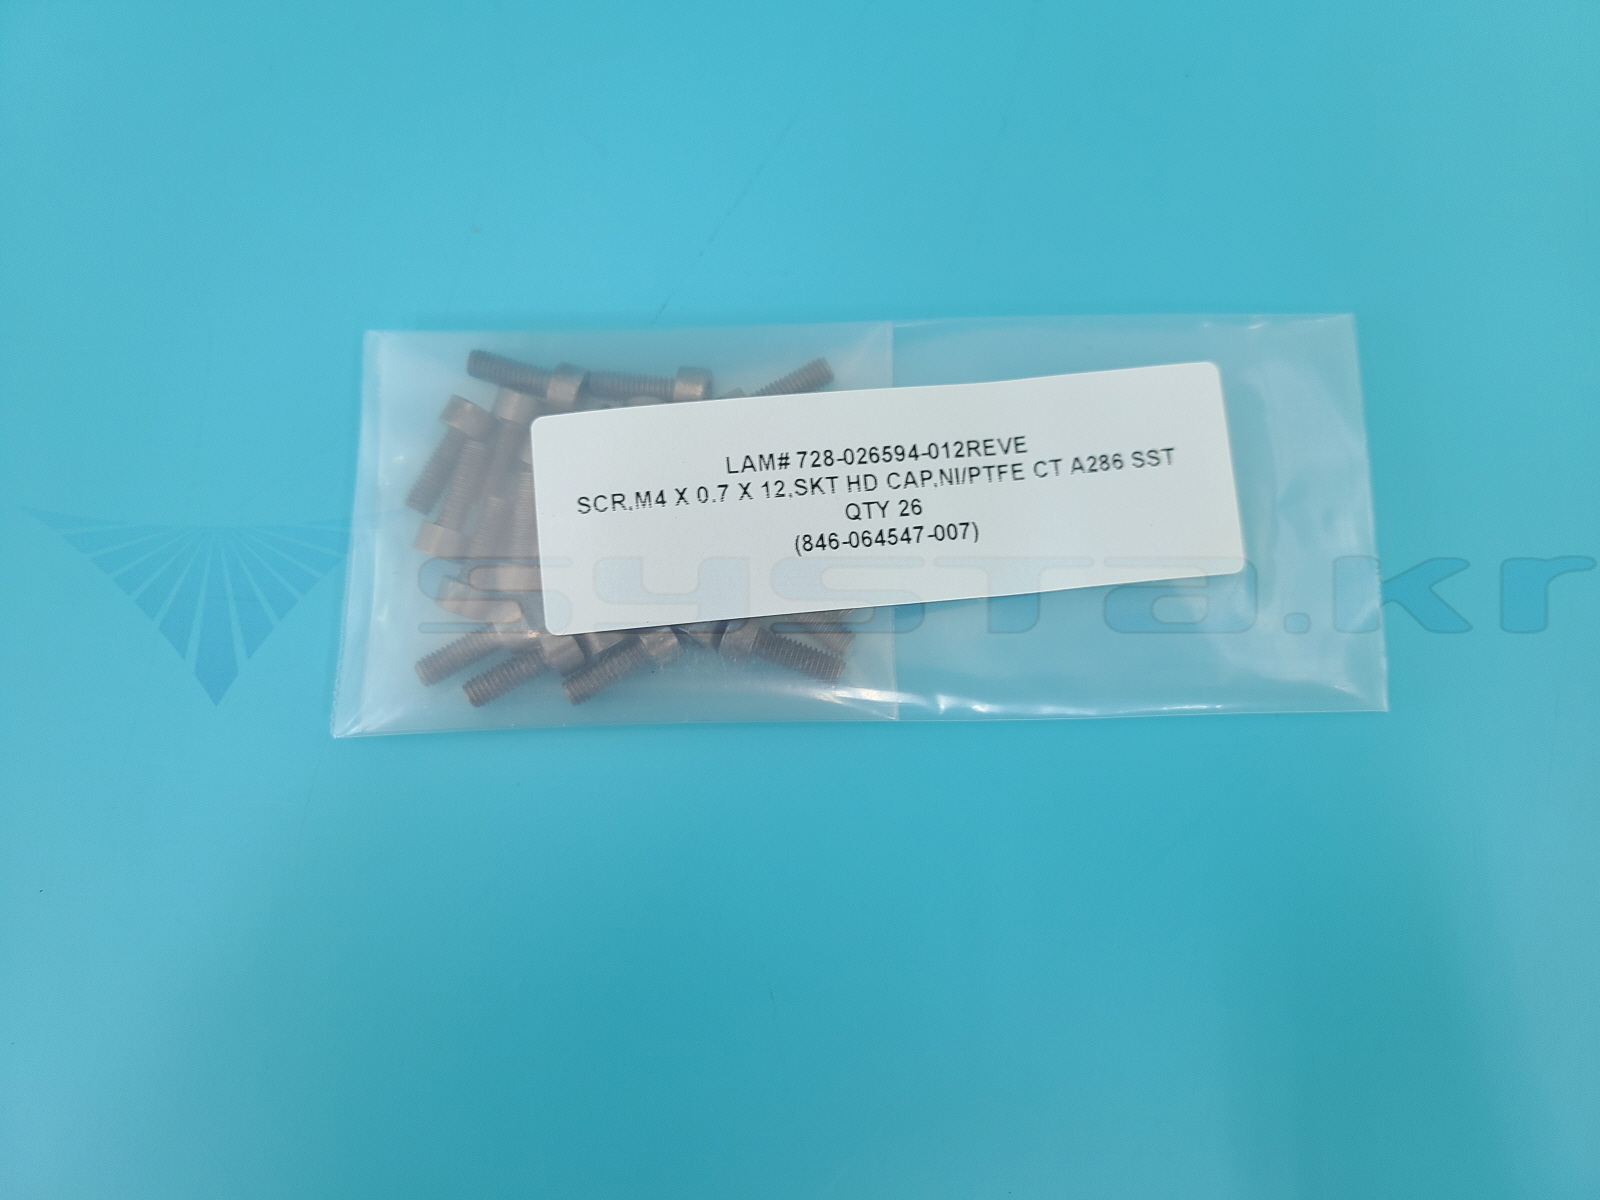 LAM# 728-026594-012REVE
SCR,M4 X 0.7 X 12,SKT HD CAP,NI/PTFE CT A286 SST
QTY 26
(846-064547-007)
systa.kr